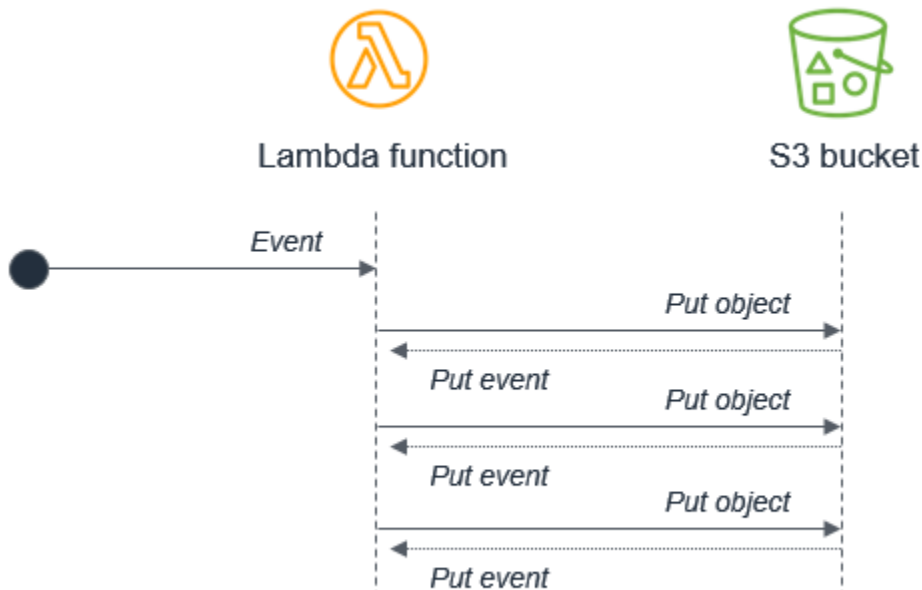 Lambda function
S3 bucket
Event
Put object
Put event
Put object
Put event
Put object
Put event